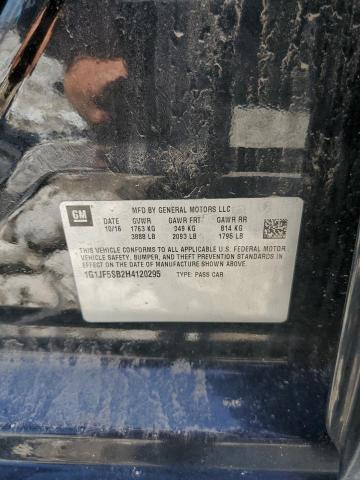 GM
MFD BY GENERAL MOTORS LLC
DATE GVWR GAWR FRT GAWR RR
10/16 1763 KG 949 KG 814 KG
3888 LB 2093 LB 1795 LB
THIS VEHICLE CONFORMS TO ALL APPLICABLE U.S. FEDERAL MOTOR
VEHICLE SAFETY, BUMPER, AND THEFT PREVENTION STANDARDS IN EFFECT ON THE
DATE OF MANUFACTURE SHOWN ABOVE.
1G1JF5SB2H4120295 TYPE: PASS CAR